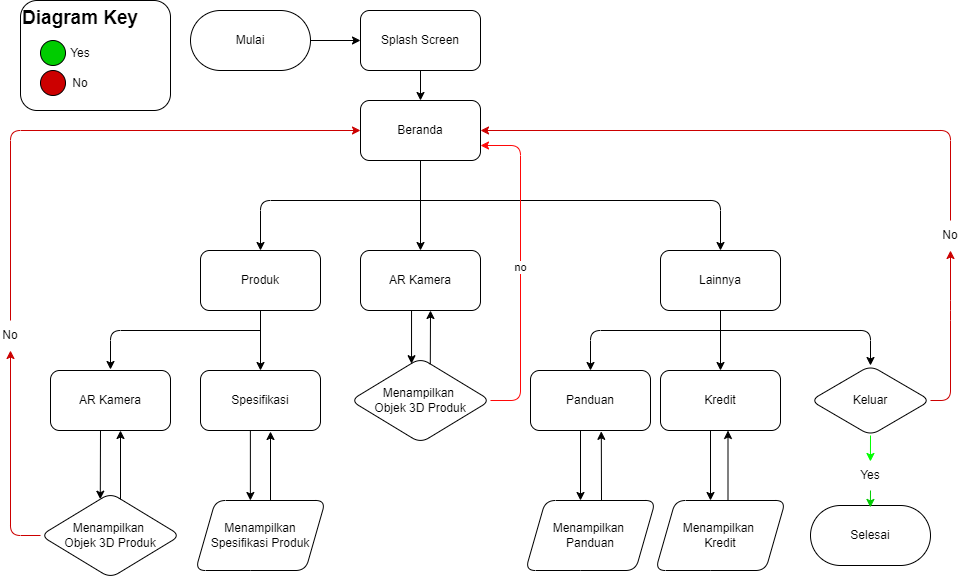 Diagram Key
Yes
No
Mulai
Splash Screen
Beranda
No
no
No
Produk
AR Kamera
Lainnya
AR Kamera
Spesifikasi
Menampilkan
Objek 3D Produk
Panduan
Kredit
Keluar
Yes
Menampilkan
Objek 3D Produk
Menampilkan
Spesifikasi Produk
Menampilkan
Panduan
Menampilkan
Kredit
Selesai